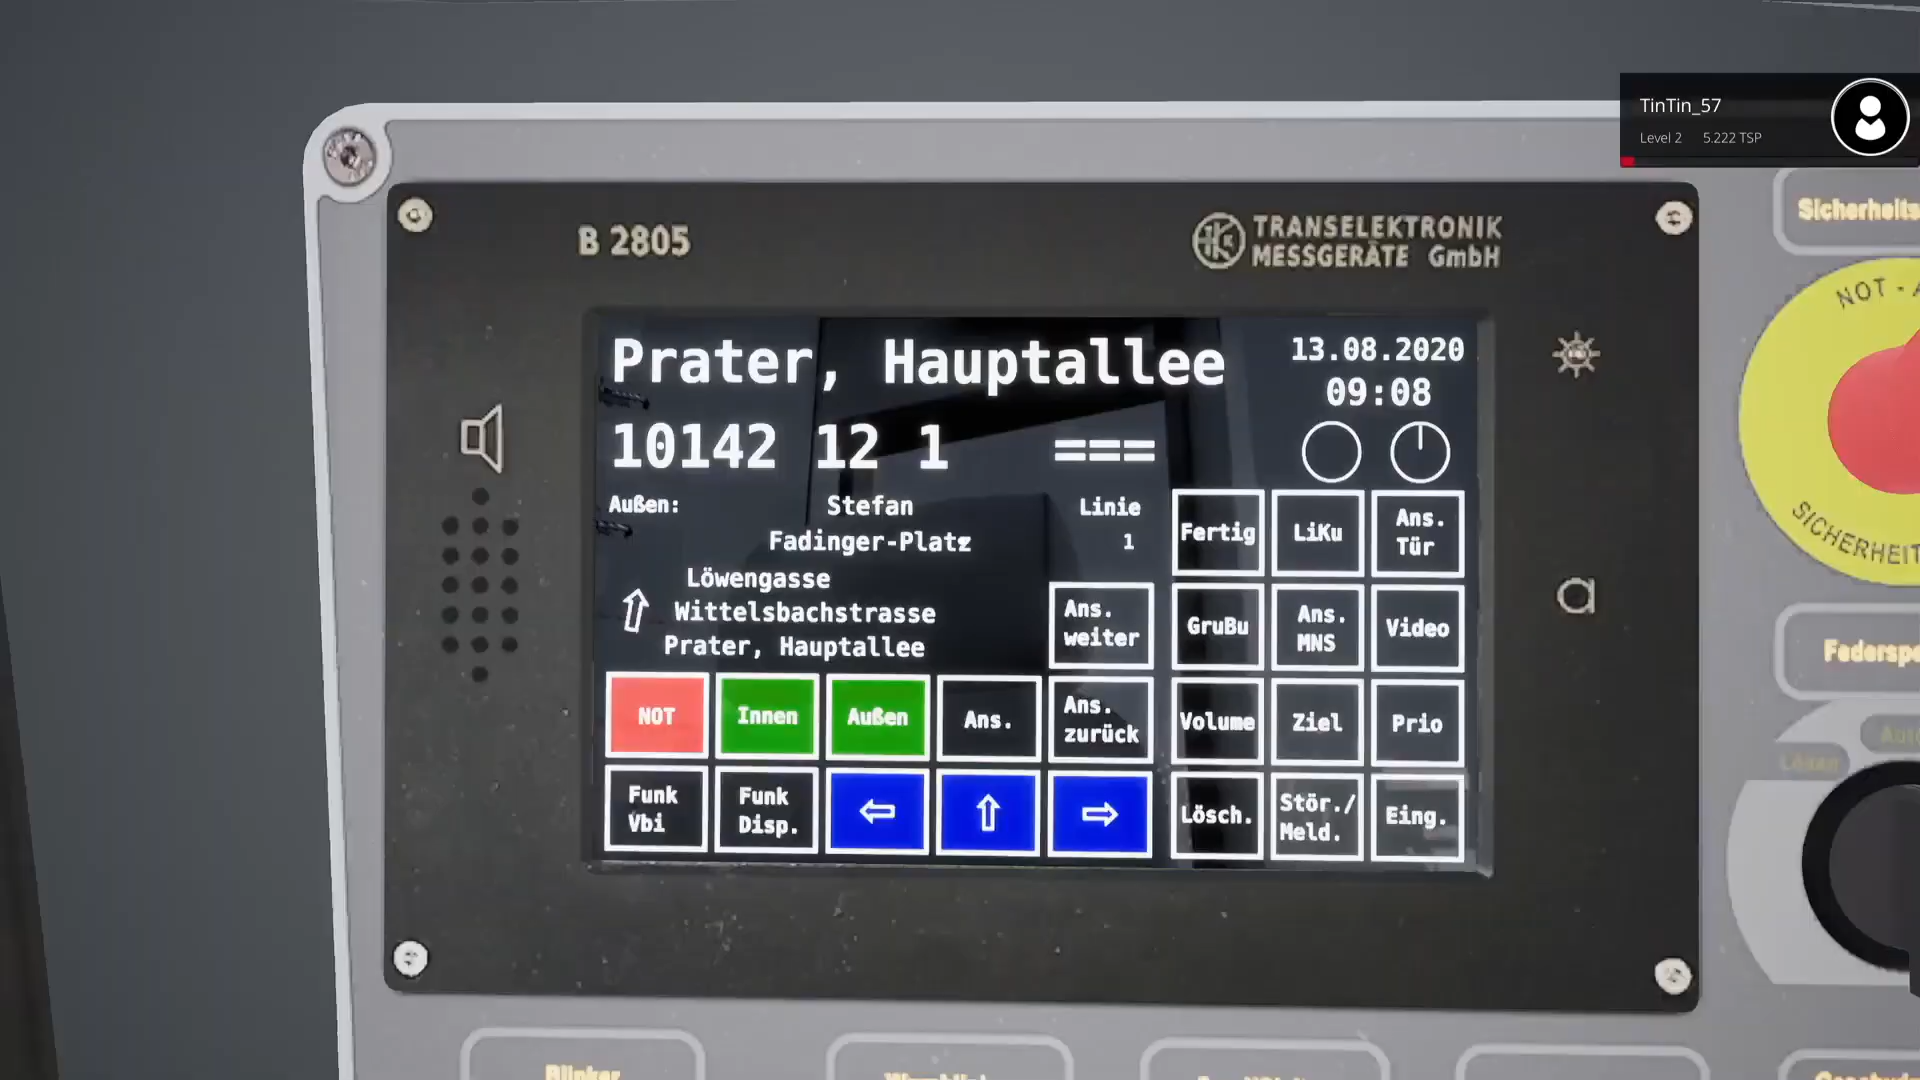 TinTin_57
Level 2 5.222 TSP
B 2805
TRANSELEKTRONIK
MESSGERÄTE GmbH
NOT -
SICHERHEIT
Prater, Hauptallee
13.08.2020
09:08
10142 12 1 ===
Außen: Stefan
Fadinger-Platz
Linie
1
Löwengasse
Wittelsbachstrasse
Prater, Hauptallee
Fertig LiKu Ans. Tür
Ans. weiter GruBu Ans. MNS Video
NOT Innen Außen Ans. Ans. zurück Volume Ziel Prio
Funk Vbi Funk Disp. ⇦ ⇧ ⇨ Lösch. Stör./ Meld. Eing.
Lösen
Blinker